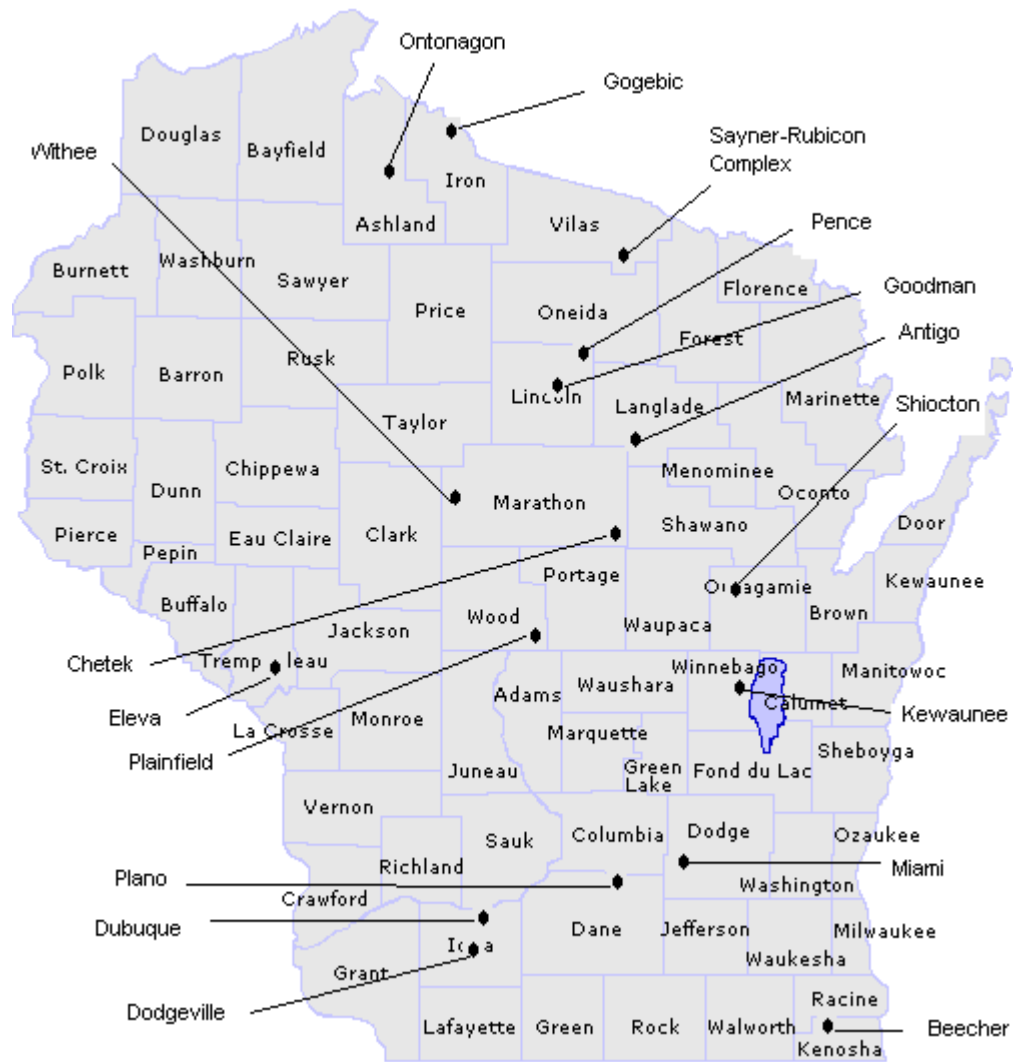 Ontonagon
Gogebic
Sayner-Rubicon
Complex
Withee
Douglas
Bayfield
Iron
Ashland
Vilas
Pence
Burnett
Washburn
Sawyer
Price
Oneida
Florence
Goodman
Forest
Antigo
Polk
Barron
Rusk
Lincoln
Langlade
Marinette
Shiocton
Taylor
St. Croix
Chippewa
Menominee
Dunn
Marathon
Oconto
Pierce
Eau Claire
Clark
Shawano
Door
Pepin
Portage
Kewaunee
Buffalo
Wood
Brown
Jackson
Waupaca
Chetek
Tremp leau
Winnebago
Manitowoc
Eleva
Adams
Waushara
Calumet
Kewaunee
La Crosse
Monroe
Plainfield
Marquette
Sheboyga
Juneau
Green
Lake
Fond du Lac
Vernon
Sauk
Columbia
Dodge
Ozaukee
Richland
Miami
Plano
Washington
Crawford
Dubuque
Dane
Jefferson
Milwaukee
Waukesha
Grant
Dodgeville
Racine
Lafayette
Green
Rock
Walworth
Beecher
Kenosha